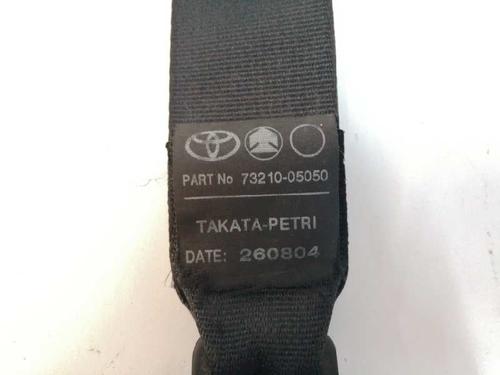 PART No 73210-05050
TAKATA-PETRI
DATE: 260804